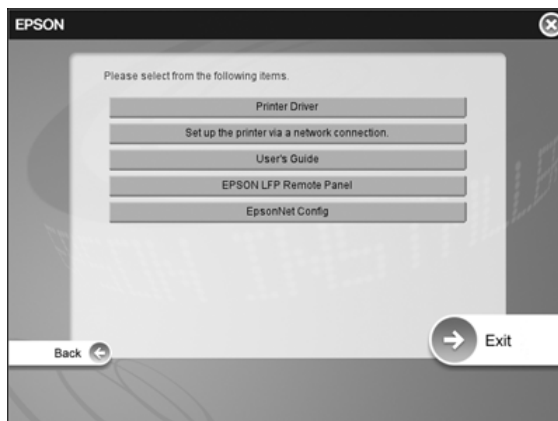 EPSON
Please select from the following items.
Printer Driver
Set up the printer via a network connection.
User's Guide
EPSON LFP Remote Panel
EpsonNet Config
Back
Exit